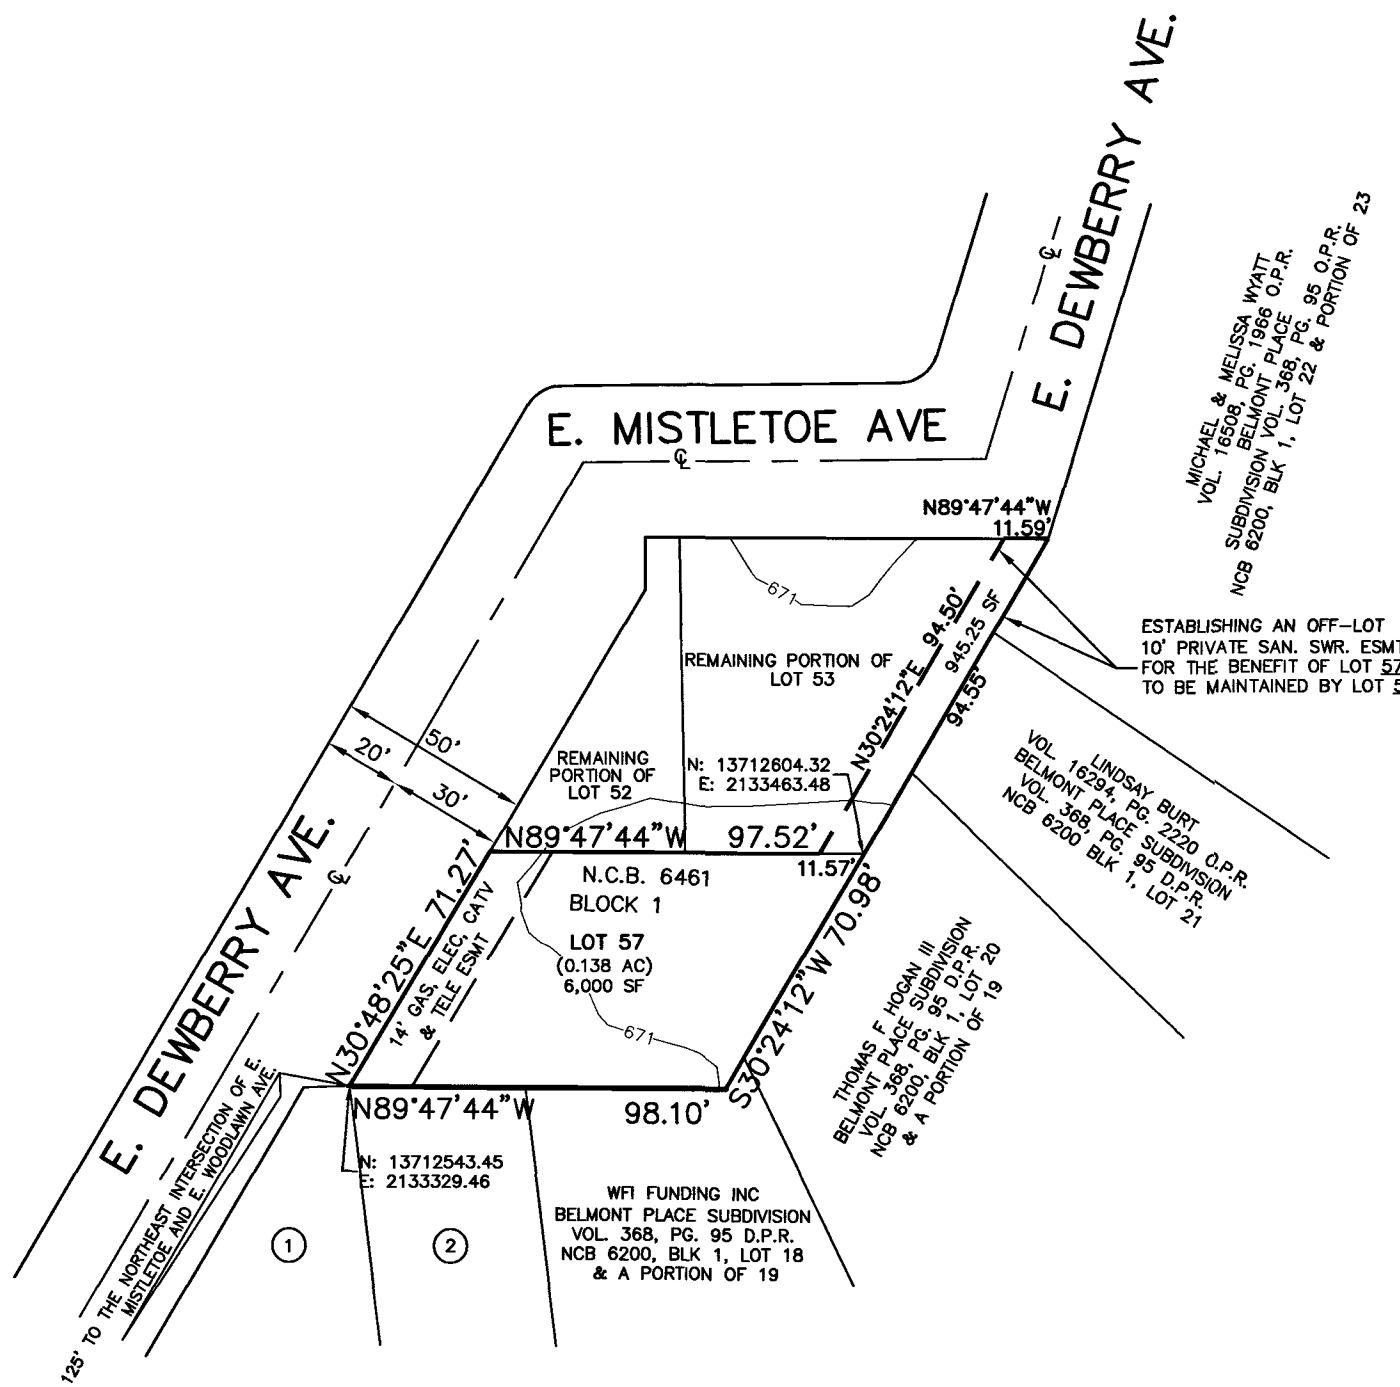 E. DEWBERRY AVE.
℄
E. MISTLETOE AVE
℄
MICHAEL & MELISSA WYATT
VOL. 16508, PG. 1966 O.P.R.
BELMONT PLACE
SUBDIVISION VOL. 368, PG. 95 O.P.R.
NCB 6200, BLK 1, LOT 22 & PORTION OF 23
N89°47'44"W
11.59'
671
ESTABLISHING AN OFF-LOT
10' PRIVATE SAN. SWR. ESMT
FOR THE BENEFIT OF LOT 57
TO BE MAINTAINED BY LOT
N30°24'12"E 94.50'
945.25 SF
94.55'
REMAINING PORTION OF
LOT 53
REMAINING
PORTION OF
LOT 52
N: 13712604.32
E: 2133463.48
50'
20'
30'
LINDSAY BURT
VOL. 16294, PG. 2220 O.P.R.
BELMONT PLACE SUBDIVISION
VOL. 368, PG. 95 D.P.R.
NCB 6200 BLK 1, LOT 21
N89°47'44"W 97.52'
11.57'
N.C.B. 6461
BLOCK 1
LOT 57
(0.138 AC)
6,000 SF
671
N30°48'25"E 71.27'
14' GAS, ELEC, CATV
& TELE ESMT
S30°24'12"W 70.98'
℄
E. DEWBERRY AVE.
THOMAS F HOGAN III
BELMONT PLACE SUBDIVISION
VOL. 368, PG. 95 D.P.R.
NCB 6200, BLK 1, LOT 20
& A PORTION OF 19
N89°47'44"W 98.10'
N: 13712543.45
E: 2133329.46
125' TO THE NORTHEAST INTERSECTION OF E.
MISTLETOE AND E. WOODLAWN AVE.
1
2
WFI FUNDING INC
BELMONT PLACE SUBDIVISION
VOL. 368, PG. 95 D.P.R.
NCB 6200, BLK 1, LOT 18
& A PORTION OF 19